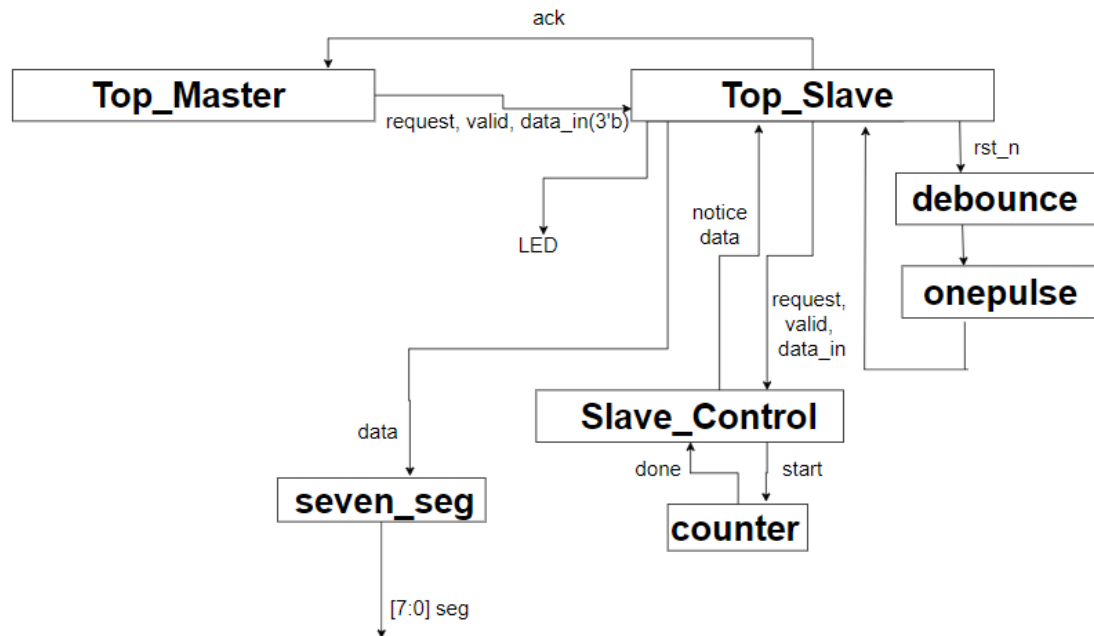 ack
Top_Master
Top_Slave
request, valid, data_in(3'b)
rst_n
debounce
notice
data
LED
onepulse
request,
valid,
data_in
Slave_Control
data
done
start
seven_seg
counter
[7:0] seg